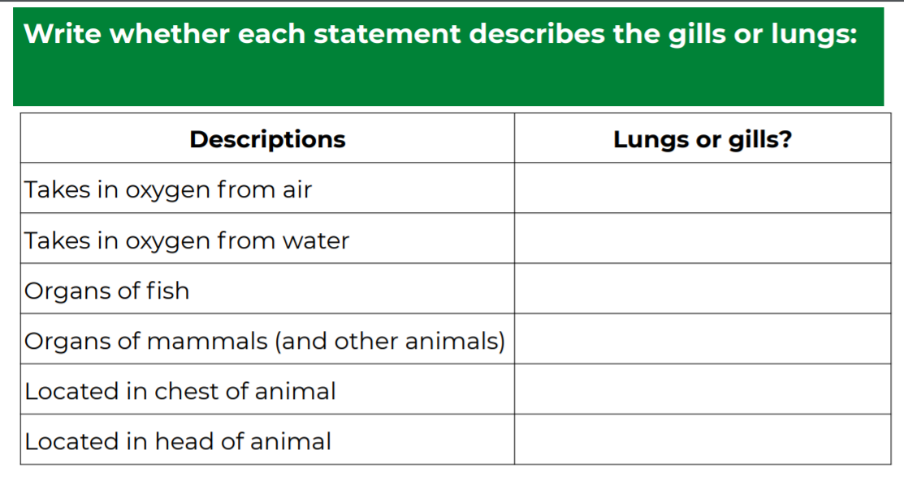 Write whether each statement describes the gills or lungs:
Descriptions
Lungs or gills?
Takes in oxygen from air
Takes in oxygen from water
Organs of fish
Organs of mammals (and other animals)
Located in chest of animal
Located in head of animal